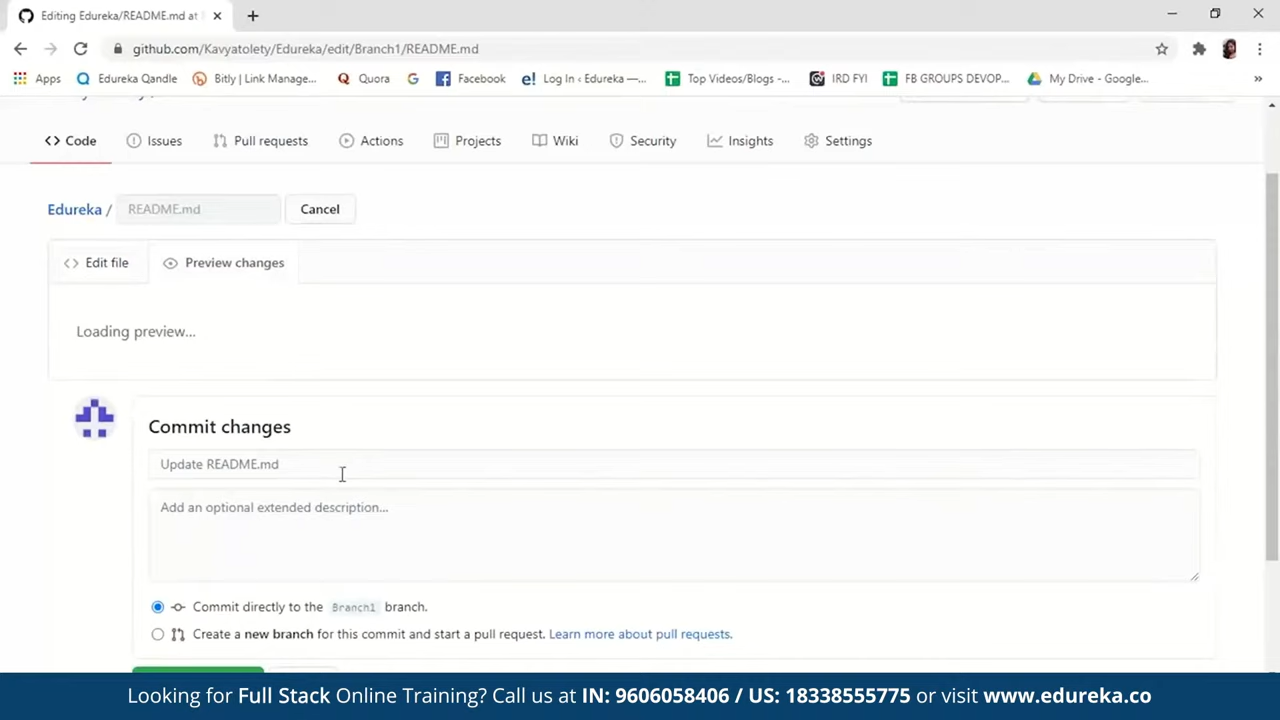 Editing Edureka/README.md at
github.com/Kavyatolety/Edureka/edit/Branch1/README.md
Apps Edureka Qandle Bitly | Link Manage... Quora Facebook Log In ‹ Edureka —... Top Videos/Blogs -... IRD FYI FB GROUPS DEVOP... My Drive - Google... »
Code Issues Pull requests Actions Projects Wiki Security Insights Settings
Edureka / README.md Cancel
Edit file Preview changes
Loading preview...
Commit changes
Update README.md
Add an optional extended description...
Commit directly to the Branch1 branch.
Create a new branch for this commit and start a pull request. Learn more about pull requests.
Looking for Full Stack Online Training? Call us at IN: 9606058406 / US: 18338555775 or visit www.edureka.co